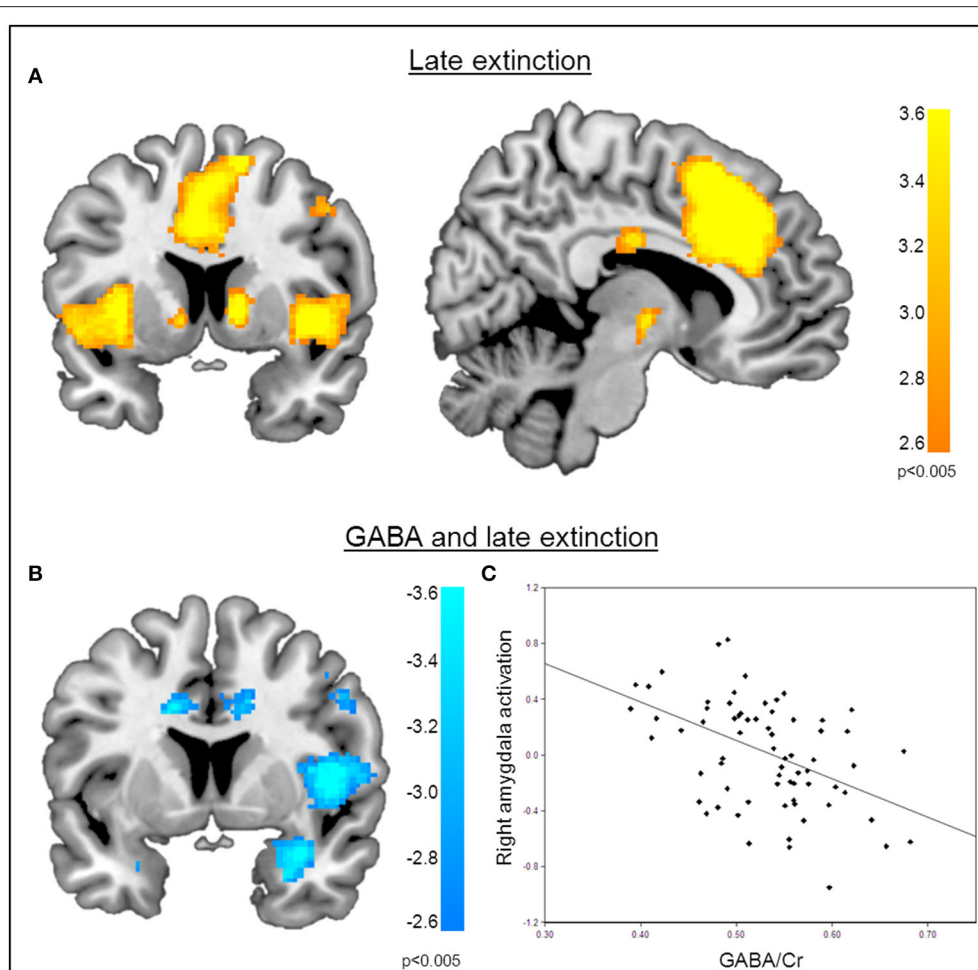 Late extinction
A
3.6
3.4
3.2
3.0
2.8
2.6
p<0.005
GABA and late extinction
B
-3.6
-3.4
-3.2
-3.0
-2.8
-2.6
p<0.005
C
Right amygdala activation
1.2
0.8
0.4
0.0
-0.4
-0.8
-1.2
0.30
0.40
0.50
0.60
0.70
GABA/Cr